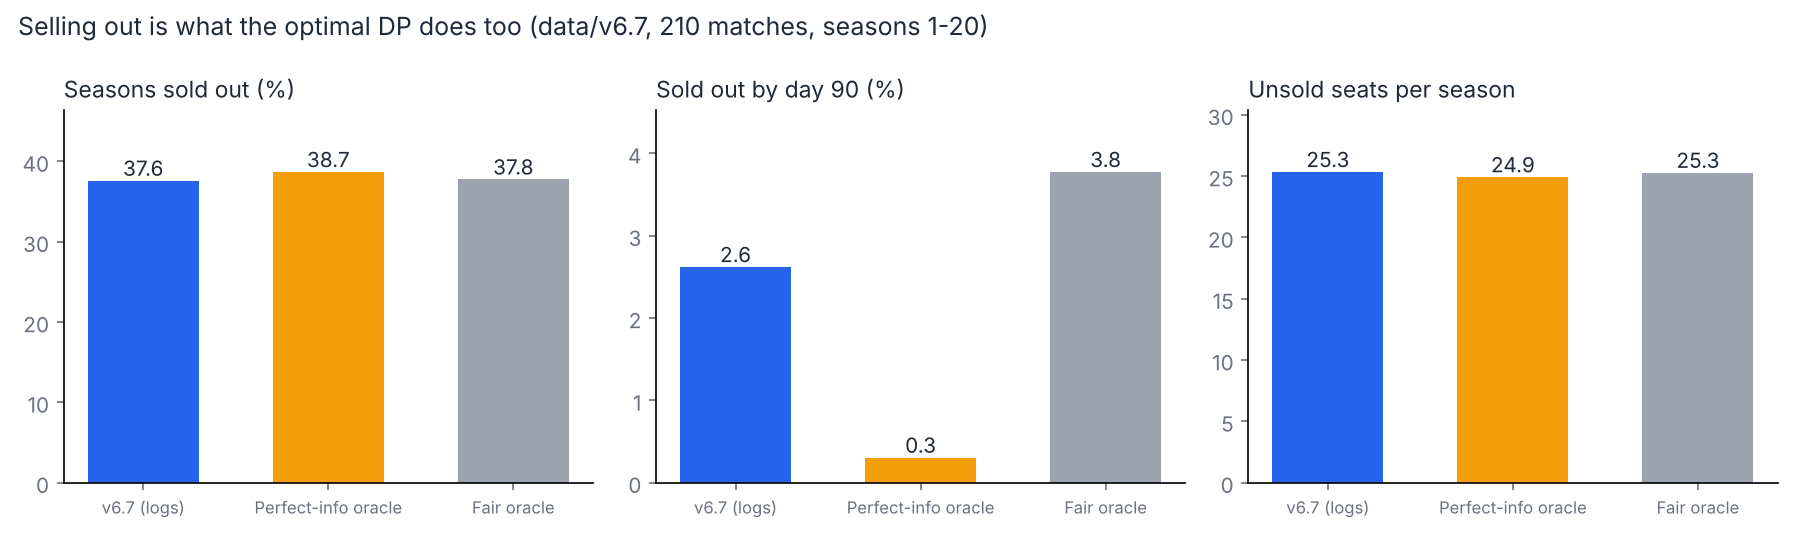 Selling out is what the optimal DP does too (data/v6.7, 210 matches, seasons 1-20)
Seasons sold out (%)
40
30
20
10
0
37.6
38.7
37.8
v6.7 (logs)
Perfect-info oracle
Fair oracle
Sold out by day 90 (%)
4
3
2
1
0
2.6
0.3
3.8
v6.7 (logs)
Perfect-info oracle
Fair oracle
Unsold seats per season
30
25
20
15
10
5
0
25.3
24.9
25.3
v6.7 (logs)
Perfect-info oracle
Fair oracle